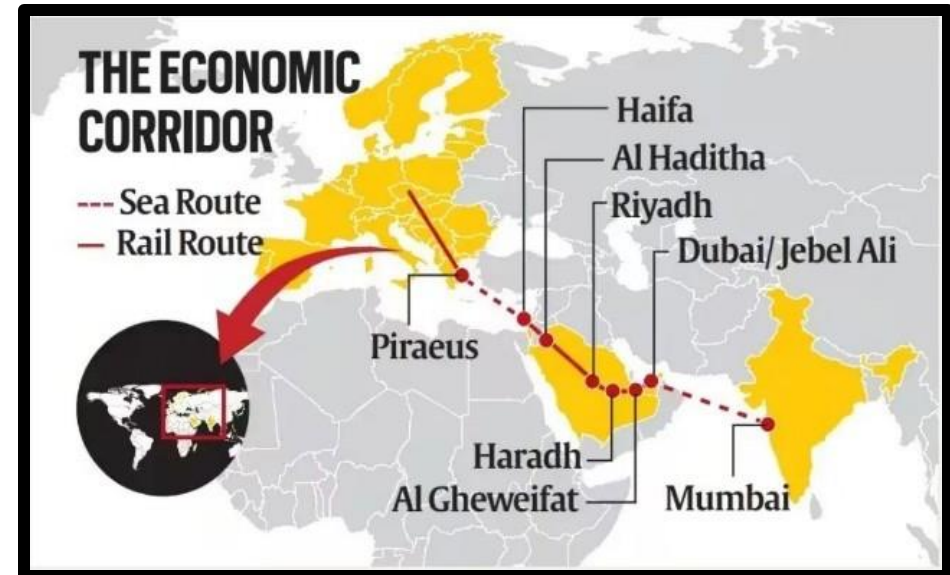 THE ECONOMIC
CORRIDOR
Sea Route
Rail Route
Haifa
Al Haditha
Riyadh
Dubai/Jebel Ali
Piraeus
Haradh
Al Gheweifat
Mumbai